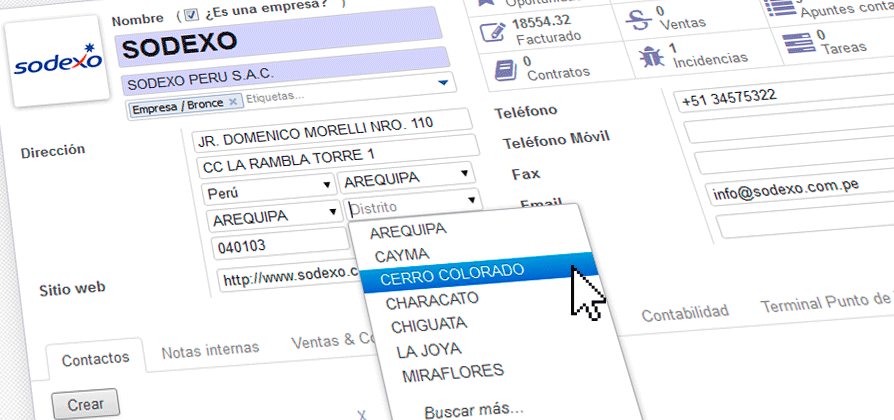 Nombre ( ¿Es una empresa? )
sodexo
SODEXO
SODEXO PERU S.A.C.
Empresa / Bronce × Etiquetas...
18554.32
Facturado
0
Ventas
Apuntes
0
Contratos
1
Incidencias
0
Tareas
Dirección
JR. DOMENICO MORELLI NRO. 110
CC LA RAMBLA TORRE 1
Perú
AREQUIPA
AREQUIPA
Distrito
040103
AREQUIPA
CAYMA
CERRO COLORADO
CHARACATO
CHIGUATA
LA JOYA
MIRAFLORES
Buscar más...
Sitio web
http://www.sodexo.c
Teléfono
+51 34575322
Teléfono Móvil
Fax
Email
info@sodexo.com.pe
Contactos
Notas internas
Ventas &
Contabilidad
Terminal Punto de
Crear
X